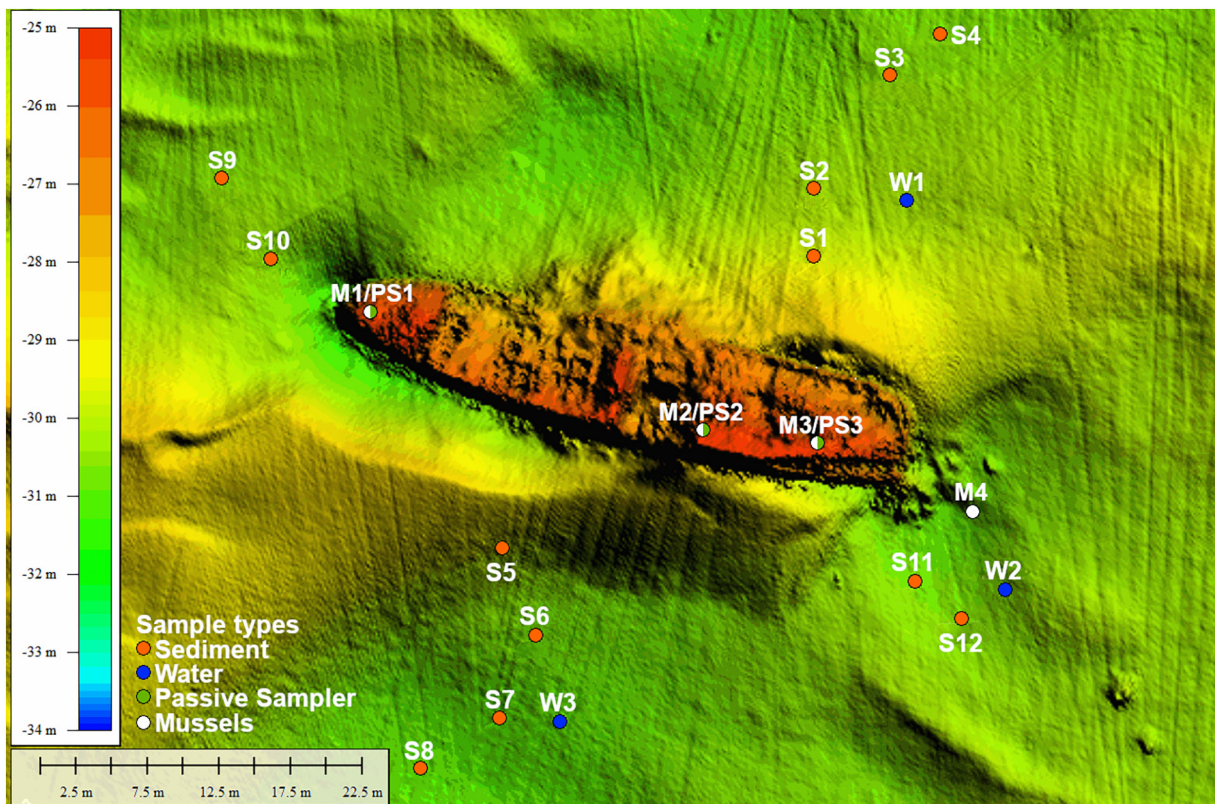 -25 m
-26 m
-27 m
-28 m
-29 m
-30 m
-31 m
-32 m
-33 m
-34 m
S4
S3
S9
S2
W1
S10
S1
M1/PS1
M2/PS2
M3/PS3
M4
S5
S11
W2
S6
S12
Sample types
Sediment
Water
Passive Sampler
Mussels
S7
W3
S8
2.5 m 7.5 m 12.5 m 17.5 m 22.5 m